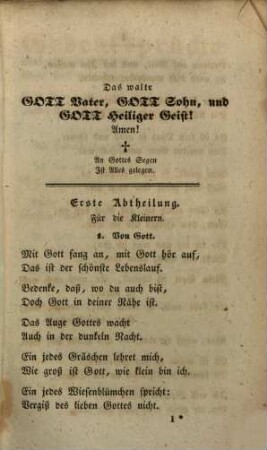 Das walte
GOTT Vater, GOTT Sohn, und
GOTT Heiliger Geist!
Amen!
An Gottes Segen
Ist Alles gelegen.
Erste Abtheilung.
Für die Kleinern.
1. Von Gott.
Mit Gott fang an, mit Gott hör auf,
Das ist der schönste Lebenslauf.
Bedenke, daß, wo du auch bist,
Doch Gott in deiner Nähe ist.
Das Auge Gottes wacht
Auch in der dunkeln Nacht.
Ein jedes Gräschen lehret mich,
Wie groß ist Gott, wie klein bin ich.
Ein jedes Wiesenblümchen spricht:
Vergiß des lieben Gottes nicht.
1 *